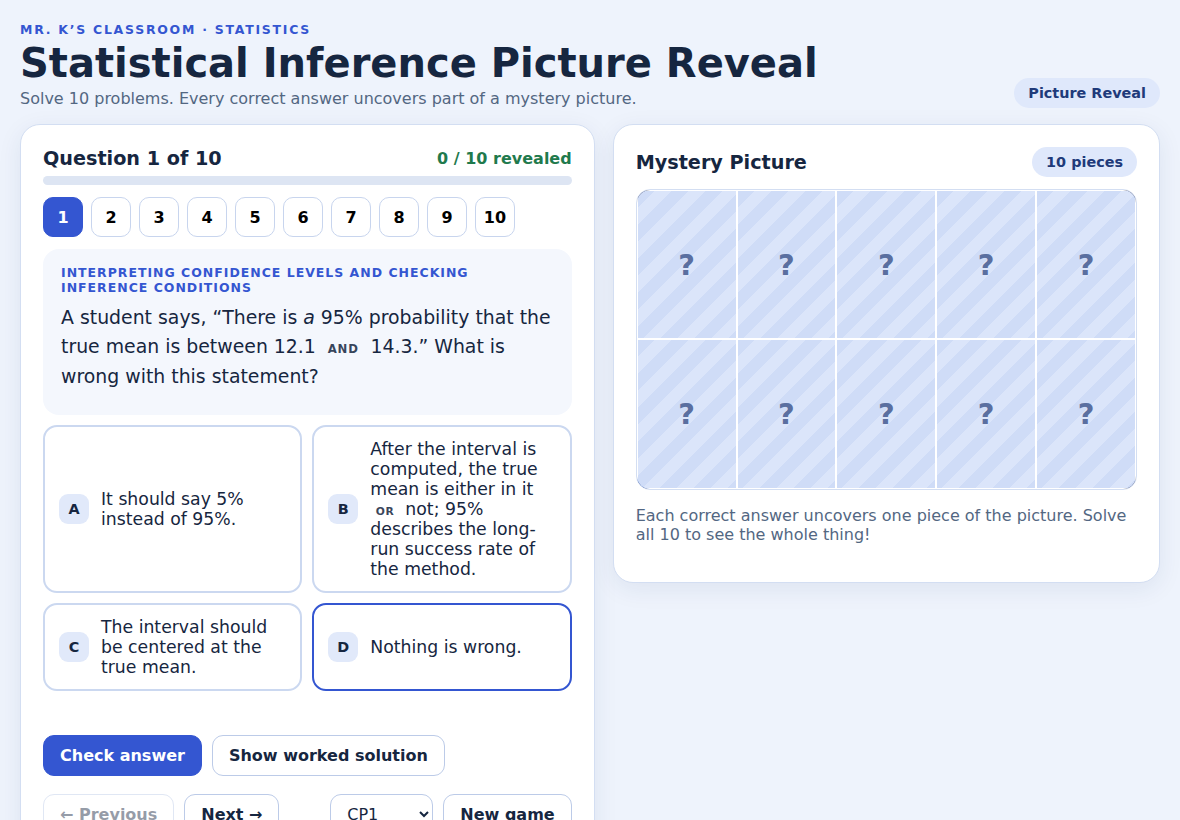 MR. K’S CLASSROOM · STATISTICS
Statistical Inference Picture Reveal
Solve 10 problems. Every correct answer uncovers part of a mystery picture.
Picture Reveal
Question 1 of 10
0 / 10 revealed
1 2 3 4 5 6 7 8 9 10
INTERPRETING CONFIDENCE LEVELS AND CHECKING
INFERENCE CONDITIONS
A student says, “There is a 95% probability that the
true mean is between 12.1 AND 14.3.” What is
wrong with this statement?
A
It should say 5%
instead of 95%.
B
After the interval is
computed, the true
mean is either in it
OR not; 95%
describes the long-
run success rate of
the method.
C
The interval should
be centered at the
true mean.
D
Nothing is wrong.
Check answer
Show worked solution
← Previous
Next →
CP1
New game
Mystery Picture
10 pieces
? ? ? ? ?
? ? ? ? ?
Each correct answer uncovers one piece of the picture. Solve
all 10 to see the whole thing!